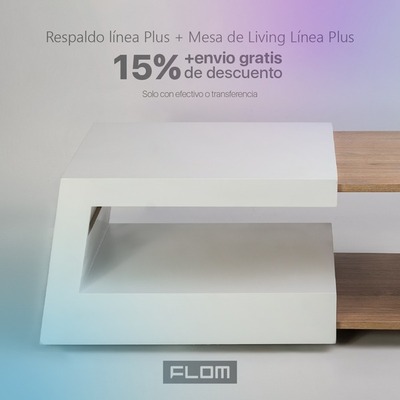 Respaldo línea Plus + Mesa de Living Línea Plus
15% +envio gratis
de descuento
Solo con efectivo o transferencia
FLOM